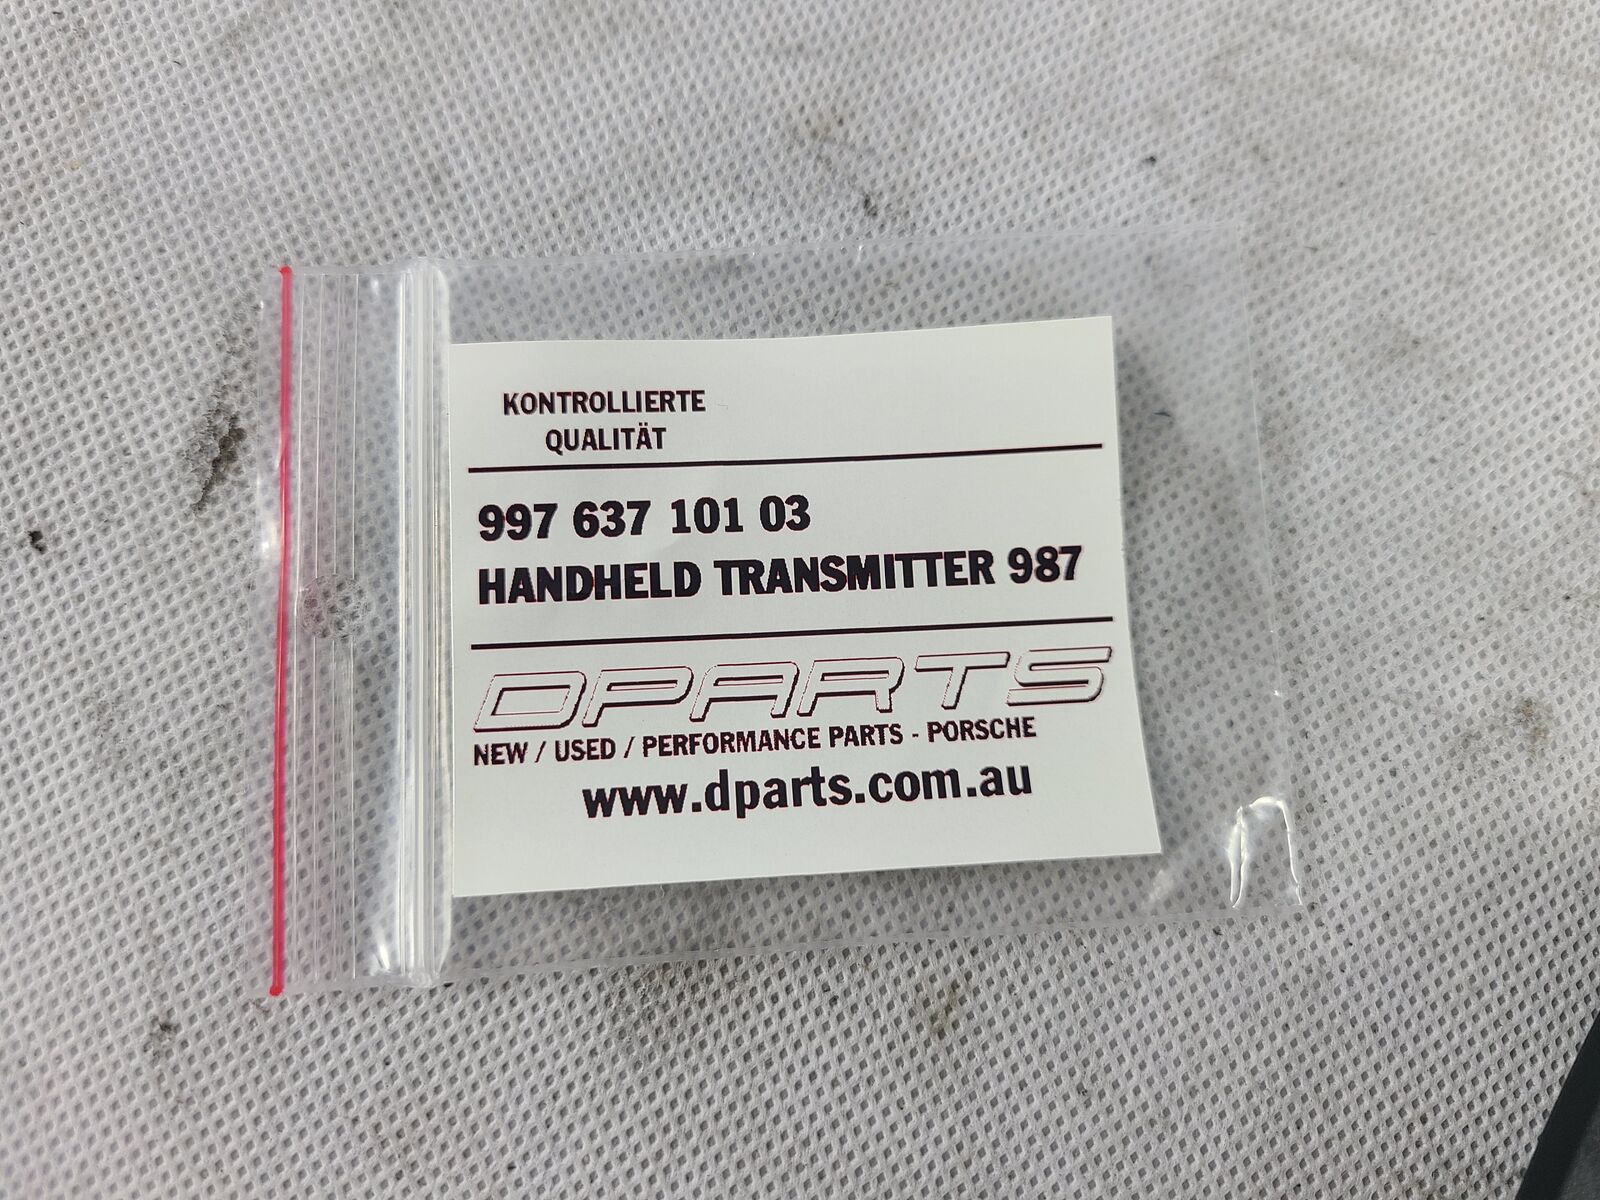 KONTROLLIERTE
QUALITÄT
997 637 101 03
HANDHELD TRANSMITTER 987
DPARTS
NEW / USED / PERFORMANCE PARTS - PORSCHE
www.dparts.com.au